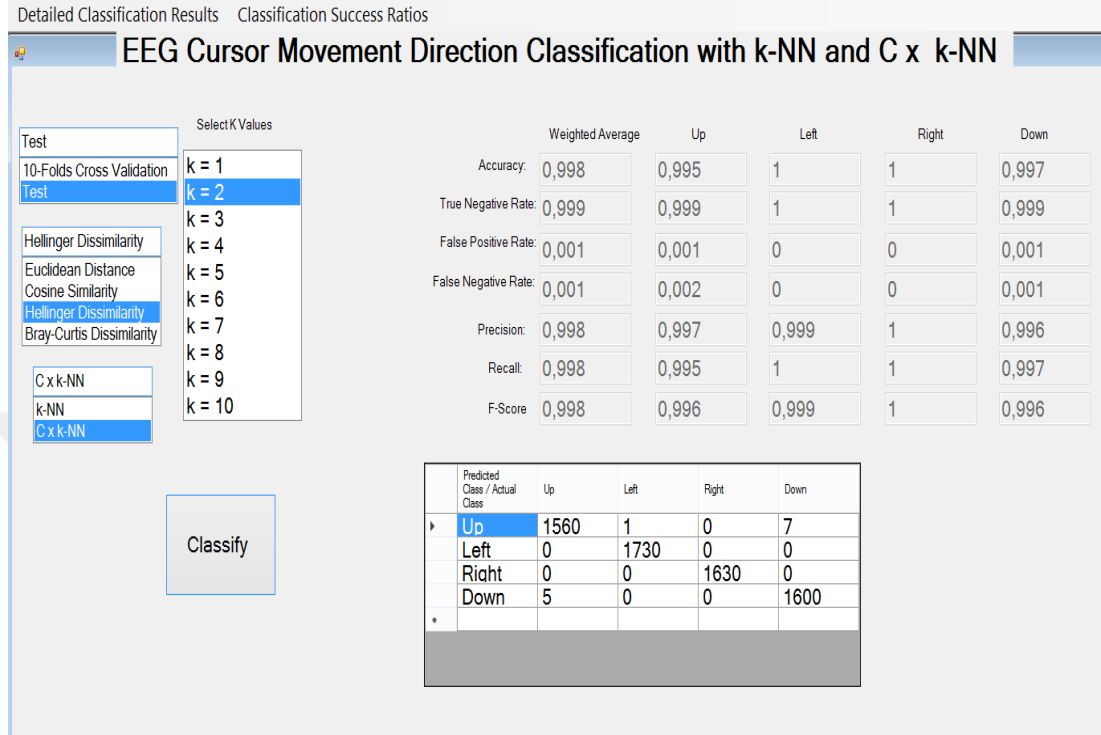 Detailed Classification Results Classification Success Ratios
EEG Cursor Movement Direction Classification with k-NN and C x k-NN
Test
10-Folds Cross Validation
Test
Hellinger Dissimilarity
Euclidean Distance
Cosine Similarity
Hellinger Dissimilarity
Bray-Curtis Dissimilarity
C x k-NN
k-NN
C x k-NN
Select K Values
k = 1
k = 2
k = 3
k = 4
k = 5
k = 6
k = 7
k = 8
k = 9
k = 10
Classify
Weighted Average Up Left Right Down
Accuracy: 0,998 0,995 1 1 0,997
True Negative Rate: 0,999 0,999 1 1 0,999
False Positive Rate: 0,001 0,001 0 0 0,001
False Negative Rate: 0,001 0,002 0 0 0,001
Precision: 0,998 0,997 0,999 1 0,996
Recall: 0,998 0,995 1 1 0,997
F-Score 0,998 0,996 0,999 1 0,996
Predicted
Class / Actual Up Left Right Down
Class
Up 1560 1 0 7
Left 0 1730 0 0
Right 0 0 1630 0
Down 5 0 0 1600